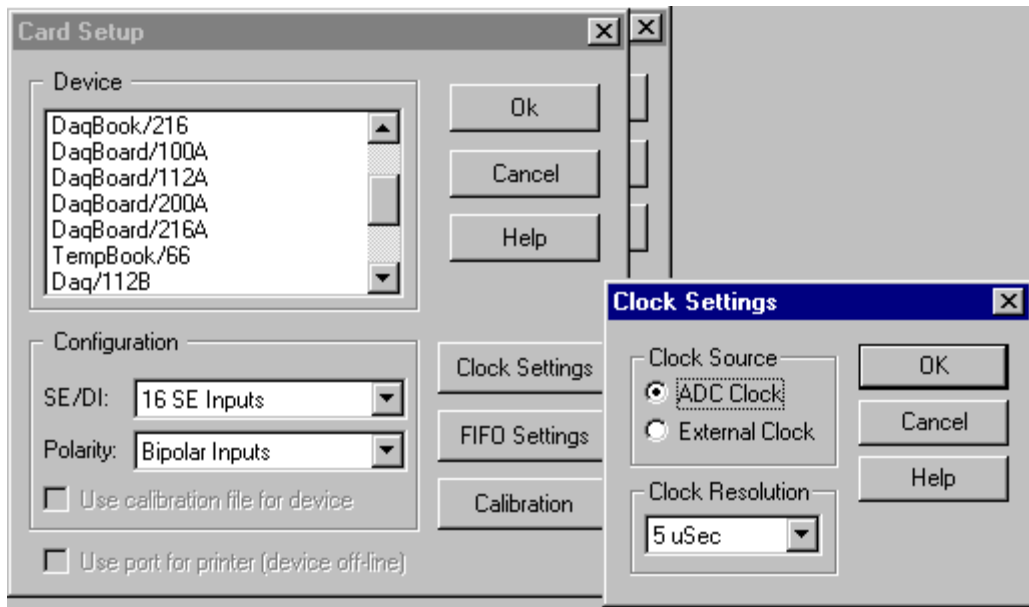 Card Setup
Device
DaqBook/216
DaqBoard/100A
DaqBoard/112A
DaqBoard/200A
DaqBoard/216A
TempBook/66
Daq/112B
Ok
Cancel
Help
Configuration
SE/DI: 16 SE Inputs
Polarity: Bipolar Inputs
Use calibration file for device
Use port for printer (device off-line)
Clock Settings
FIFO Settings
Calibration
Clock Settings
Clock Source
ADC Clock
External Clock
Clock Resolution
5 uSec
OK
Cancel
Help